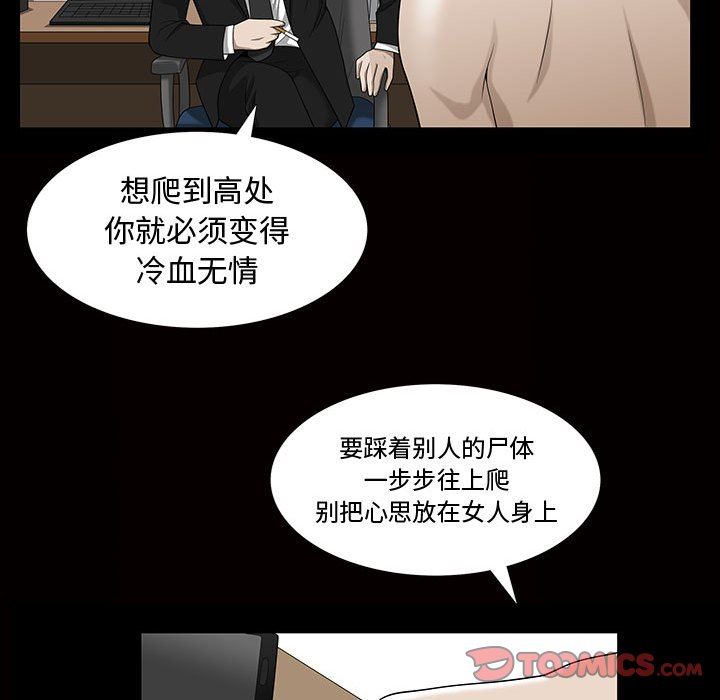 想爬到高处
你就必须变得
冷血无情
要踩着别人的尸体
一步步往上爬
别把心思放在女人身上
TOOMICS.COM